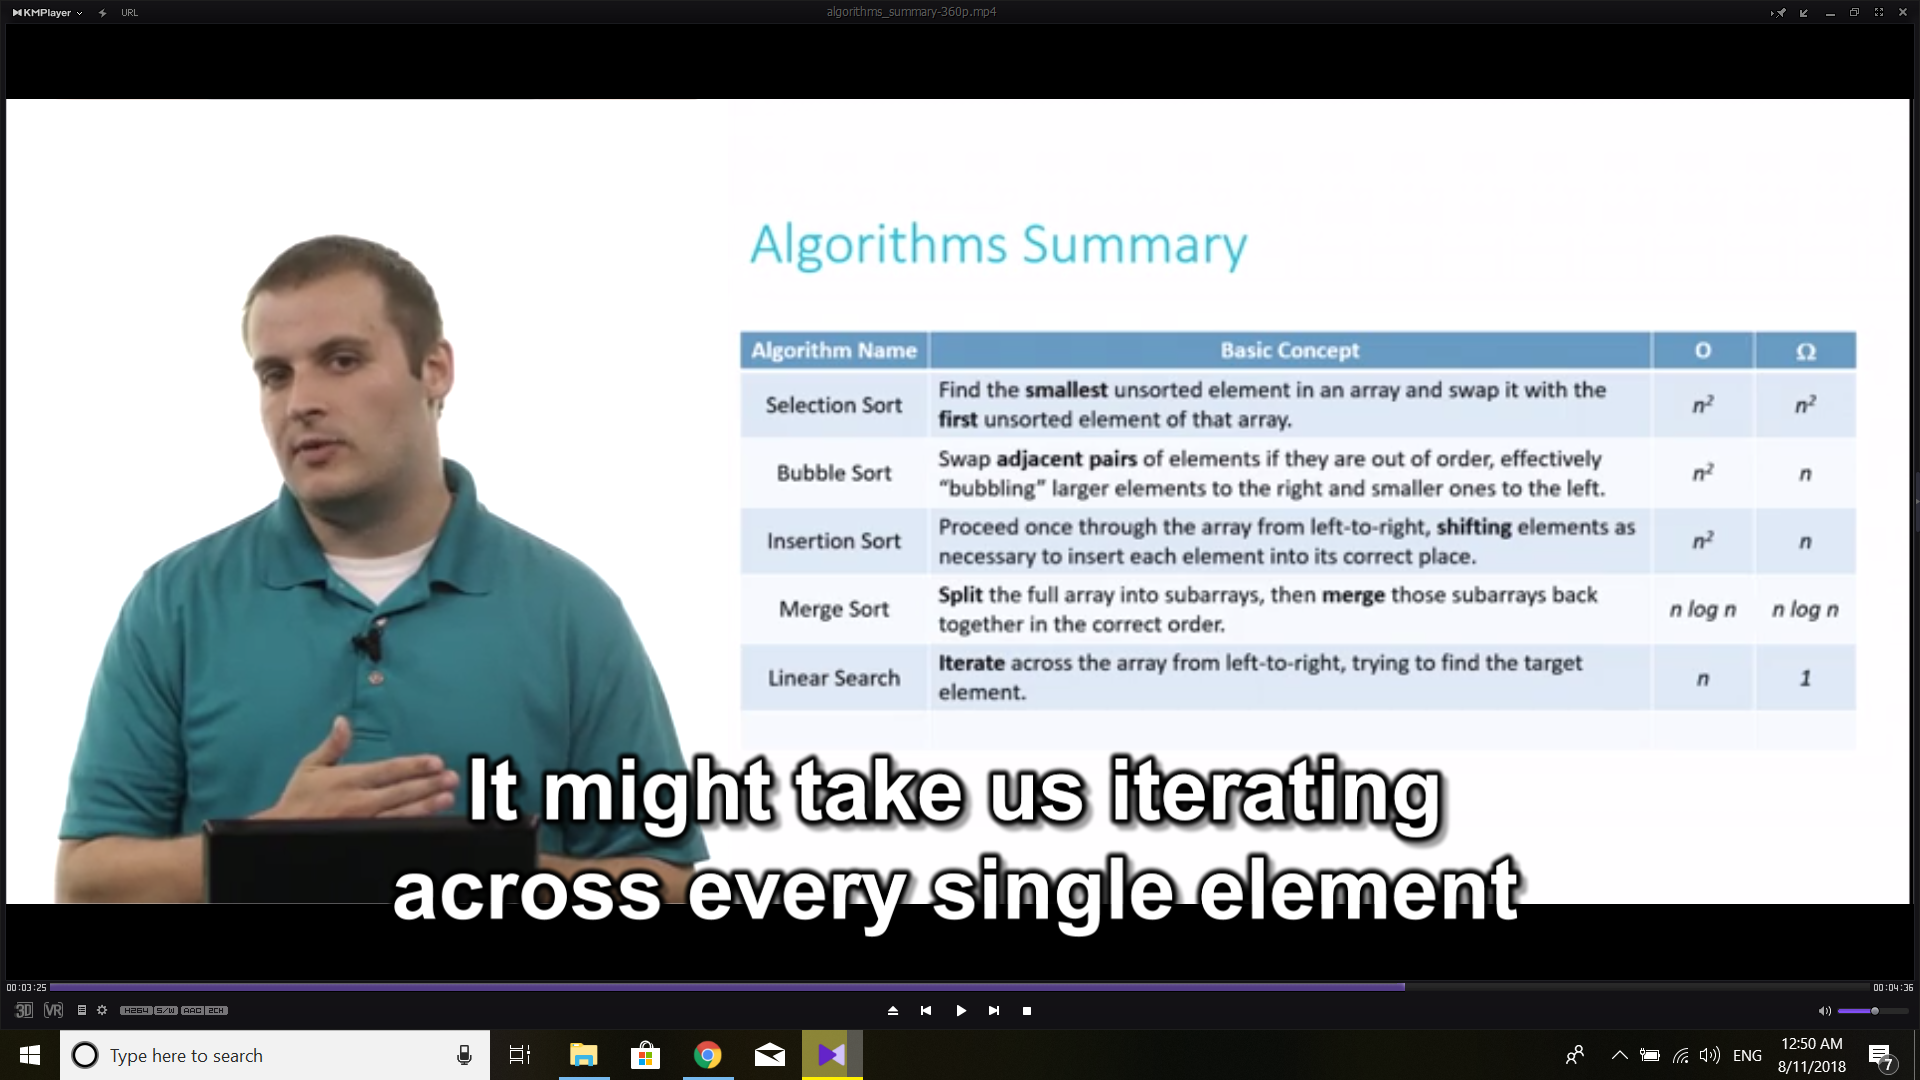 KMPlayer
URL
algorithms_summary-360p.mp4
Algorithms Summary
Algorithm Name Basic Concept O Ω
Selection Sort Find the smallest unsorted element in an array and swap it with the first unsorted element of that array. n² n²
Bubble Sort Swap adjacent pairs of elements if they are out of order, effectively “bubbling” larger elements to the right and smaller ones to the left. n² n
Insertion Sort Proceed once through the array from left-to-right, shifting elements as necessary to insert each element into its correct place. n² n
Merge Sort Split the full array into subarrays, then merge those subarrays back together in the correct order. n log n n log n
Linear Search Iterate across the array from left-to-right, trying to find the target element. n 1
It might take us iterating
across every single element
00:03:25
00:04:36
3D VR H264 S/W AAC 2CH
Type here to search
ENG
12:50 AM
8/11/2018
7